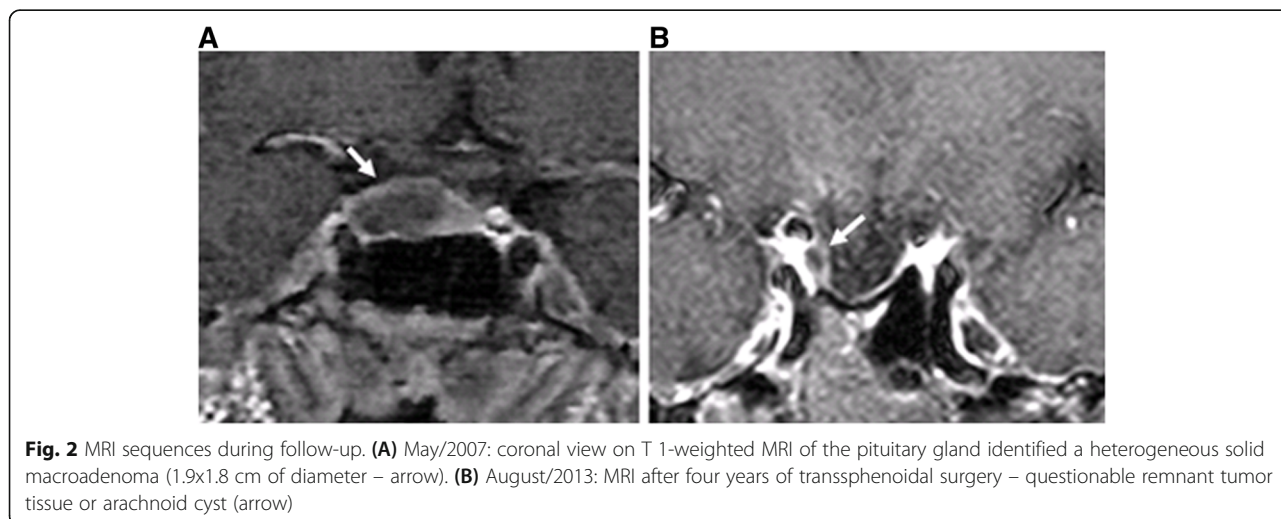 A
B
Fig. 2 MRI sequences during follow-up. (A) May/2007: coronal view on T 1-weighted MRI of the pituitary gland identified a heterogeneous solid
macroadenoma (1.9x1.8 cm of diameter – arrow). (B) August/2013: MRI after four years of transsphenoidal surgery – questionable remnant tumor
tissue or arachnoid cyst (arrow)